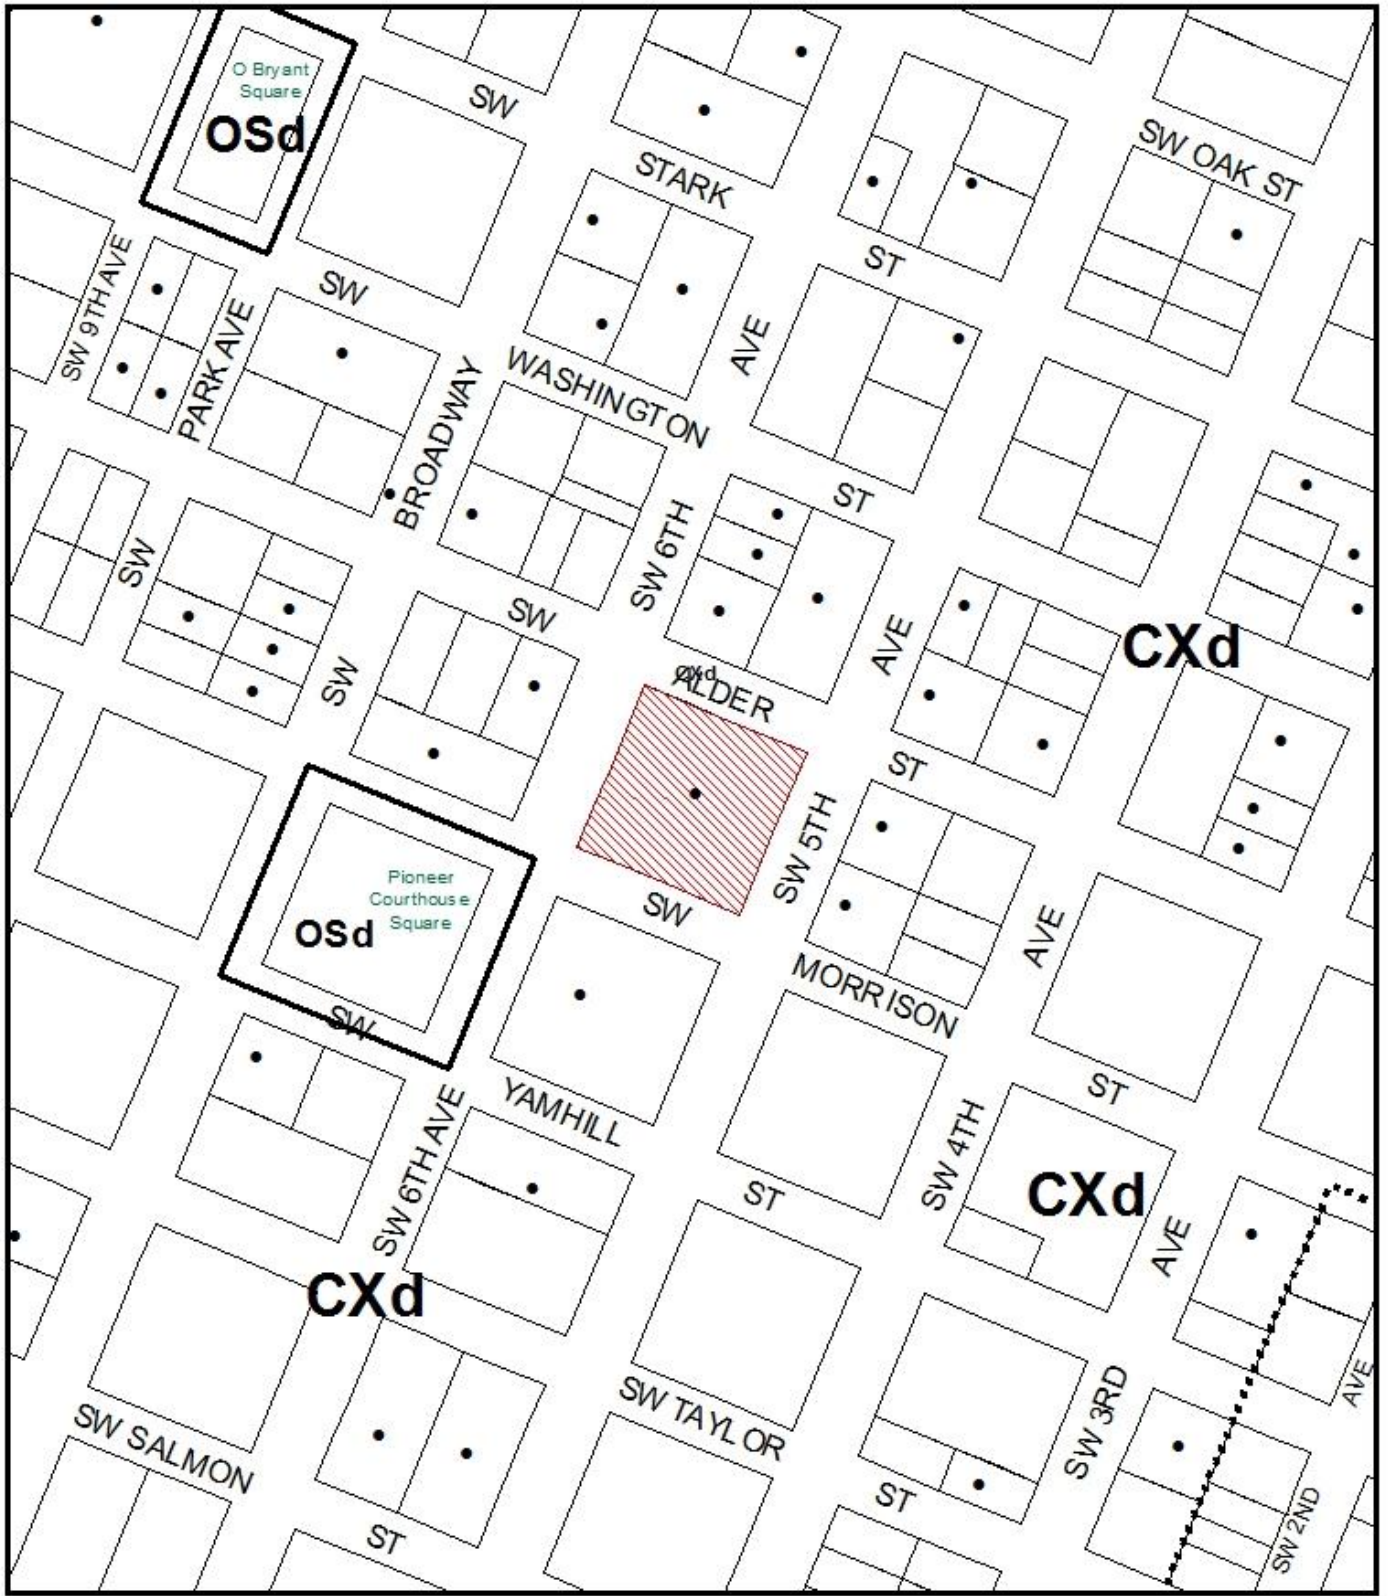 O Bryant
Square
OSd
SW
STARK
ST
SW OAK ST
SW 9TH AVE
PARK AVE
SW
SW
BROADWAY
SW
WASHINGTON
ST
AVE
SW 6TH
SW
CXd
ALDER
ST
AVE
CXd
Pioneer
Courthouse
Square
OSd
SW
SW 5TH
SW
MORRISON
ST
AVE
SW 6TH AVE
YAMHILL
ST
SW 4TH
CXd
AVE
CXd
SW SALMON
ST
SW TAYLOR
ST
SW 3RD
AVE
SW 2ND